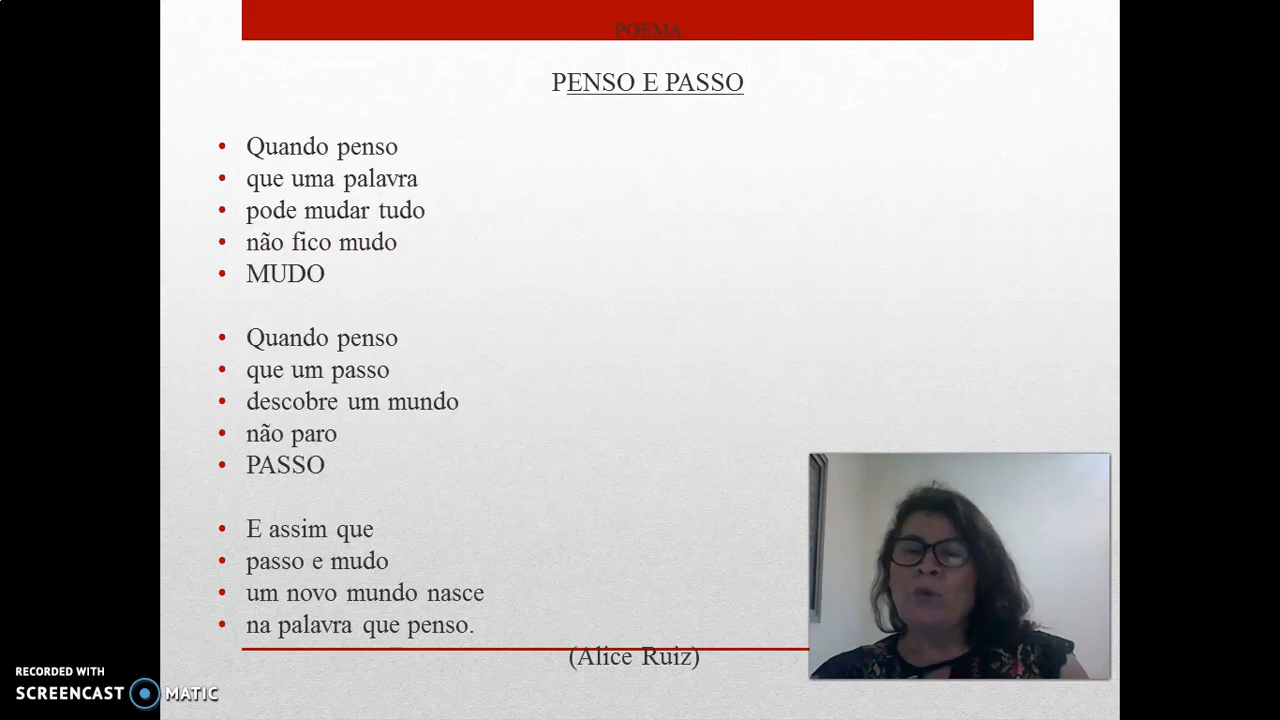 POEMA
PENSO E PASSO
• Quando penso
• que uma palavra
• pode mudar tudo
• não fico mudo
• MUDO
• Quando penso
• que um passo
• descobre um mundo
• não paro
• PASSO
• E assim que
• passo e mudo
• um novo mundo nasce
• na palavra que penso.
(Alice Ruiz)
RECORDED WITH
SCREENCAST MATIC